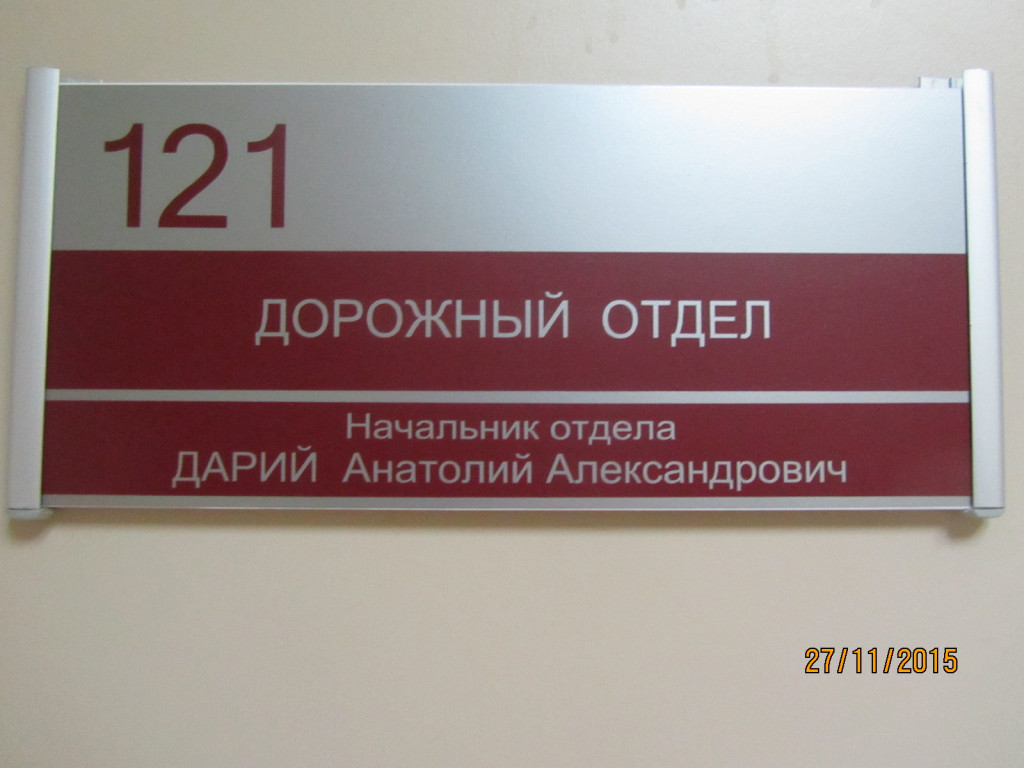 121
ДОРОЖНЫЙ ОТДЕЛ
Начальник отдела
ДАРИЙ Анатолий Александрович
27/11/2015